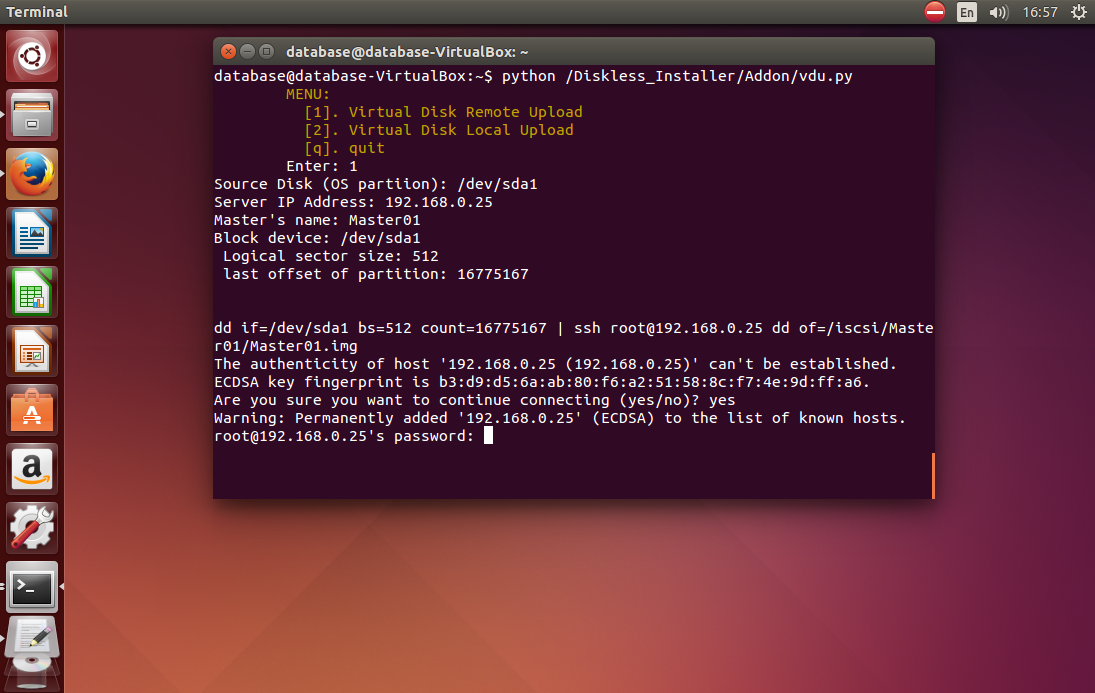 Terminal
En
16:57
database@database-VirtualBox: ~
database@database-VirtualBox:~$ python /Diskless_Installer/Addon/vdu.py
MENU:
[1]. Virtual Disk Remote Upload
[2]. Virtual Disk Local Upload
[q]. quit
Enter: 1
Source Disk (OS partiion): /dev/sda1
Server IP Address: 192.168.0.25
Master's name: Master01
Block device: /dev/sda1
Logical sector size: 512
last offset of partition: 16775167
dd if=/dev/sda1 bs=512 count=16775167 | ssh root@192.168.0.25 dd of=/iscsi/Maste
r01/Master01.img
The authenticity of host '192.168.0.25 (192.168.0.25)' can't be established.
ECDSA key fingerprint is b3:d9:d5:6a:ab:80:f6:a2:51:58:8c:f7:4e:9d:ff:a6.
Are you sure you want to continue connecting (yes/no)? yes
Warning: Permanently added '192.168.0.25' (ECDSA) to the list of known hosts.
root@192.168.0.25's password: